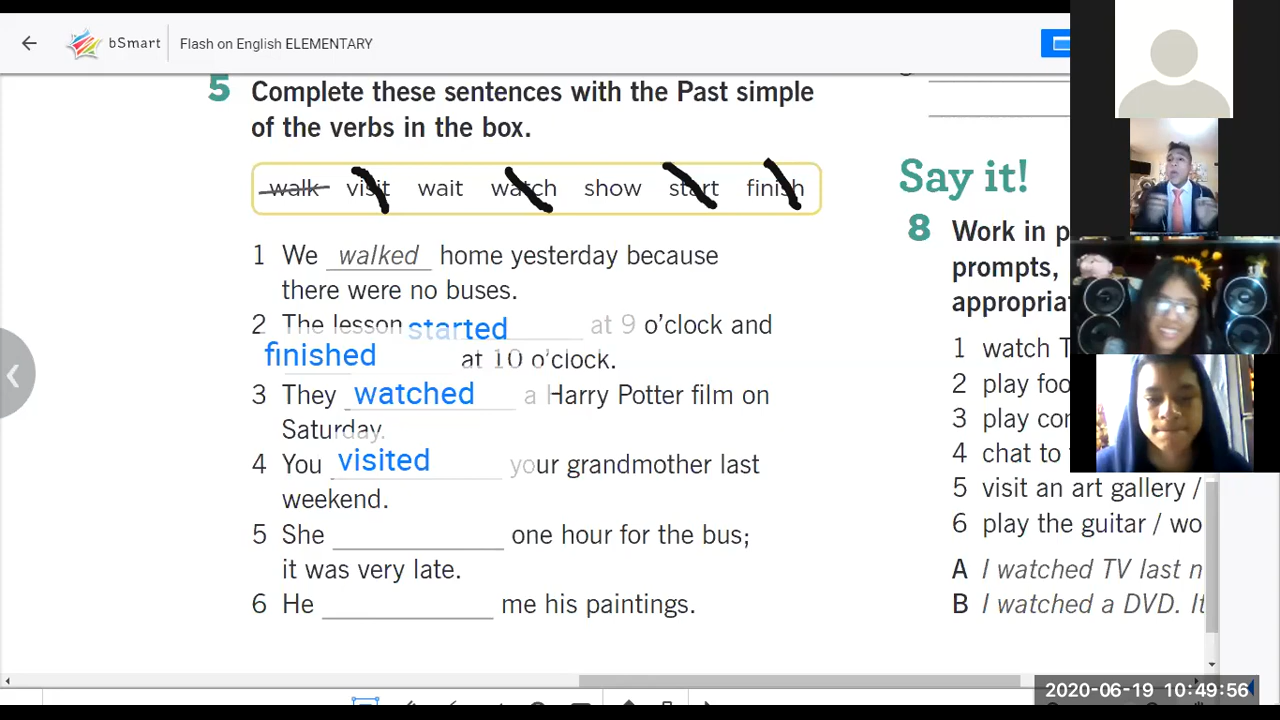 bSmart
Flash on English ELEMENTARY
5 Complete these sentences with the Past simple
of the verbs in the box.
walk visit wait watch show start finish
1 We walked home yesterday because
there were no buses.
2 The lesson started at 9 o'clock and
finished at 10 o'clock.
3 They watched a Harry Potter film on
Saturday.
4 You visited your grandmother last
weekend.
5 She ____ one hour for the bus;
it was very late.
6 He ____ me his paintings.
Say it!
8 Work in p
prompts,
appropria
1 watch T
2 play foo
3 play con
4 chat to
5 visit an art gallery /
6 play the guitar / wo
A I watched TV last n
B I watched a DVD. It
2020-06-19 10:49:56